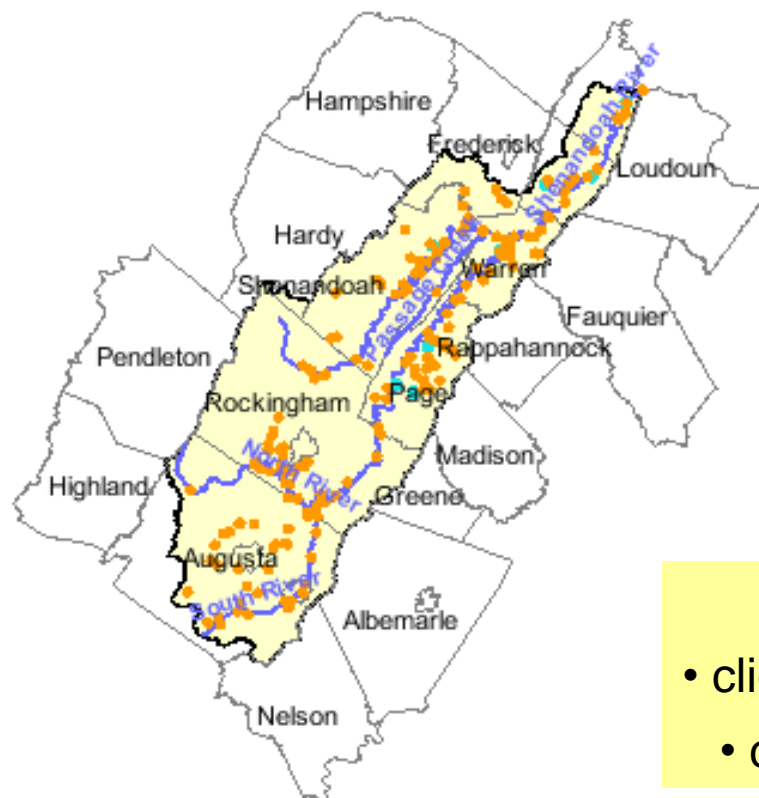 Hampshire
Frederick
Shenandoah River
Loudoun
Hardy
Shenandoah
Passage Creek
Warren
Fauquier
Pendleton
Rappahannock
Rockingham
Page
Madison
North River
Highland
Greene
Augusta
South River
Albemarle
Nelson
• clic
• c